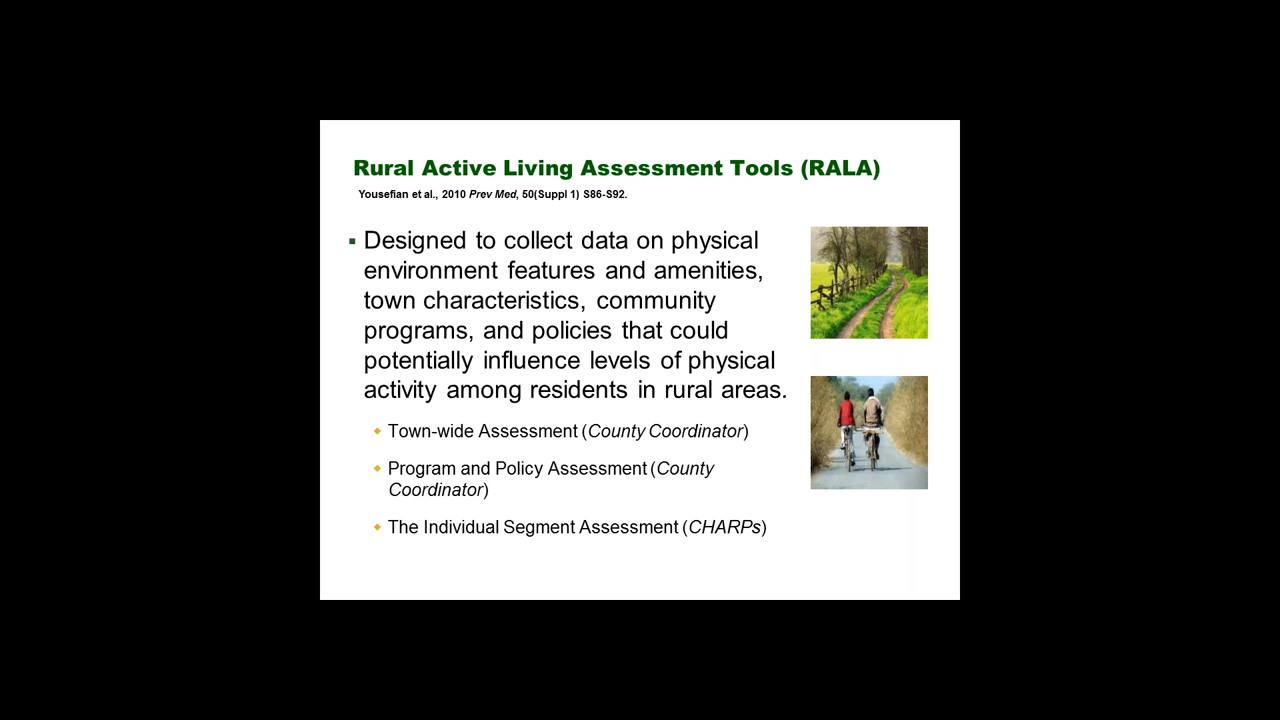 Rural Active Living Assessment Tools (RALA)
Yousefian et al., 2010 Prev Med, 50(Suppl 1) S86-S92.
▪ Designed to collect data on physical
environment features and amenities,
town characteristics, community
programs, and policies that could
potentially influence levels of physical
activity among residents in rural areas.
◆ Town-wide Assessment (County Coordinator)
◆ Program and Policy Assessment (County
Coordinator)
◆ The Individual Segment Assessment (CHARPs)